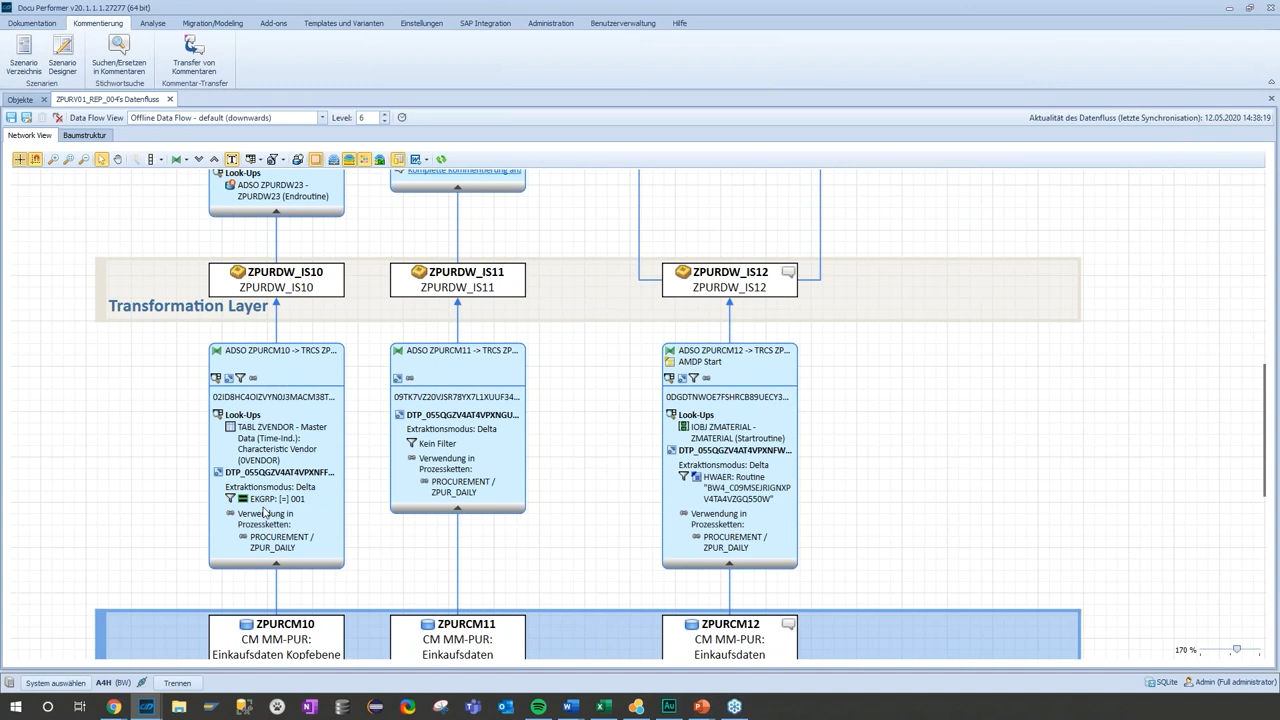 Docu Performer v20.1.1.1.27277 (64 bit)
Dokumentation Kommentierung Analyse Migration/Modeling Add-ons Templates und Varianten Einstellungen SAP Integration Administration Benutzerverwaltung Hilfe
Szenario Verzeichnis
Szenario Designer
Suchen/Ersetzen in Kommentaren
Transfer von Kommentaren
Szenarien Stichwortsuche Kommentar-Transfer
Objekte ZPURV01_REP_004's Datenfluss
Data Flow View Offline Data Flow - default (downwards) Level: 6 Aktualität des Datenfluss (letzte Synchronisation): 12.05.2020 14:38:19
Network View Baumstruktur
Look-Ups
ADSO ZPURDW23 -
ZPURDW23 (Endroutine)
Komplette Kommentierung an
ZPURDW_IS10
ZPURDW_IS10
ZPURDW_IS11
ZPURDW_IS11
ZPURDW_IS12
ZPURDW_IS12
Transformation Layer
ADSO ZPURCM10 -> TRCS ZP...
02ID8HC4OIZVYN0J3MACM38T...
Look-Ups
TABL ZVENDOR - Master
Data (Time-Ind.):
Characteristic Vendor
(0VENDOR)
DTP_055QGZV4AT4VPXNFF...
Extraktionsmodus: Delta
EKGRP: [=] 001
Verwendung in
Prozessketten:
PROCUREMENT /
ZPUR_DAILY
ADSO ZPURCM11 -> TRCS ZP...
09TK7VZ20VJSR78YX7L1XUUF34...
DTP_055QGZV4AT4VPXNGU...
Extraktionsmodus: Delta
Kein Filter
Verwendung in
Prozessketten:
PROCUREMENT /
ZPUR_DAILY
ADSO ZPURCM12 -> TRCS ZP...
AMDP Start
0DGDTNWOE7FSHRCB89UECY3...
Look-Ups
IOBJ ZMATERIAL -
ZMATERIAL (Startroutine)
DTP_055QGZV4AT4VPXNFW...
Extraktionsmodus: Delta
HWAER: Routine
"BW4_C09MSEJRIGNXP
V4TA4VZGQ550W"
Verwendung in
Prozessketten:
PROCUREMENT /
ZPUR_DAILY
ZPURCM10
CM MM-PUR:
Einkaufsdaten Kopfebene
ZPURCM11
CM MM-PUR:
Einkaufsdaten
ZPURCM12
CM MM-PUR:
Einkaufsdaten
170 %
System auswählen A4H (BW) Trennen SQLite Admin (Full administrator)